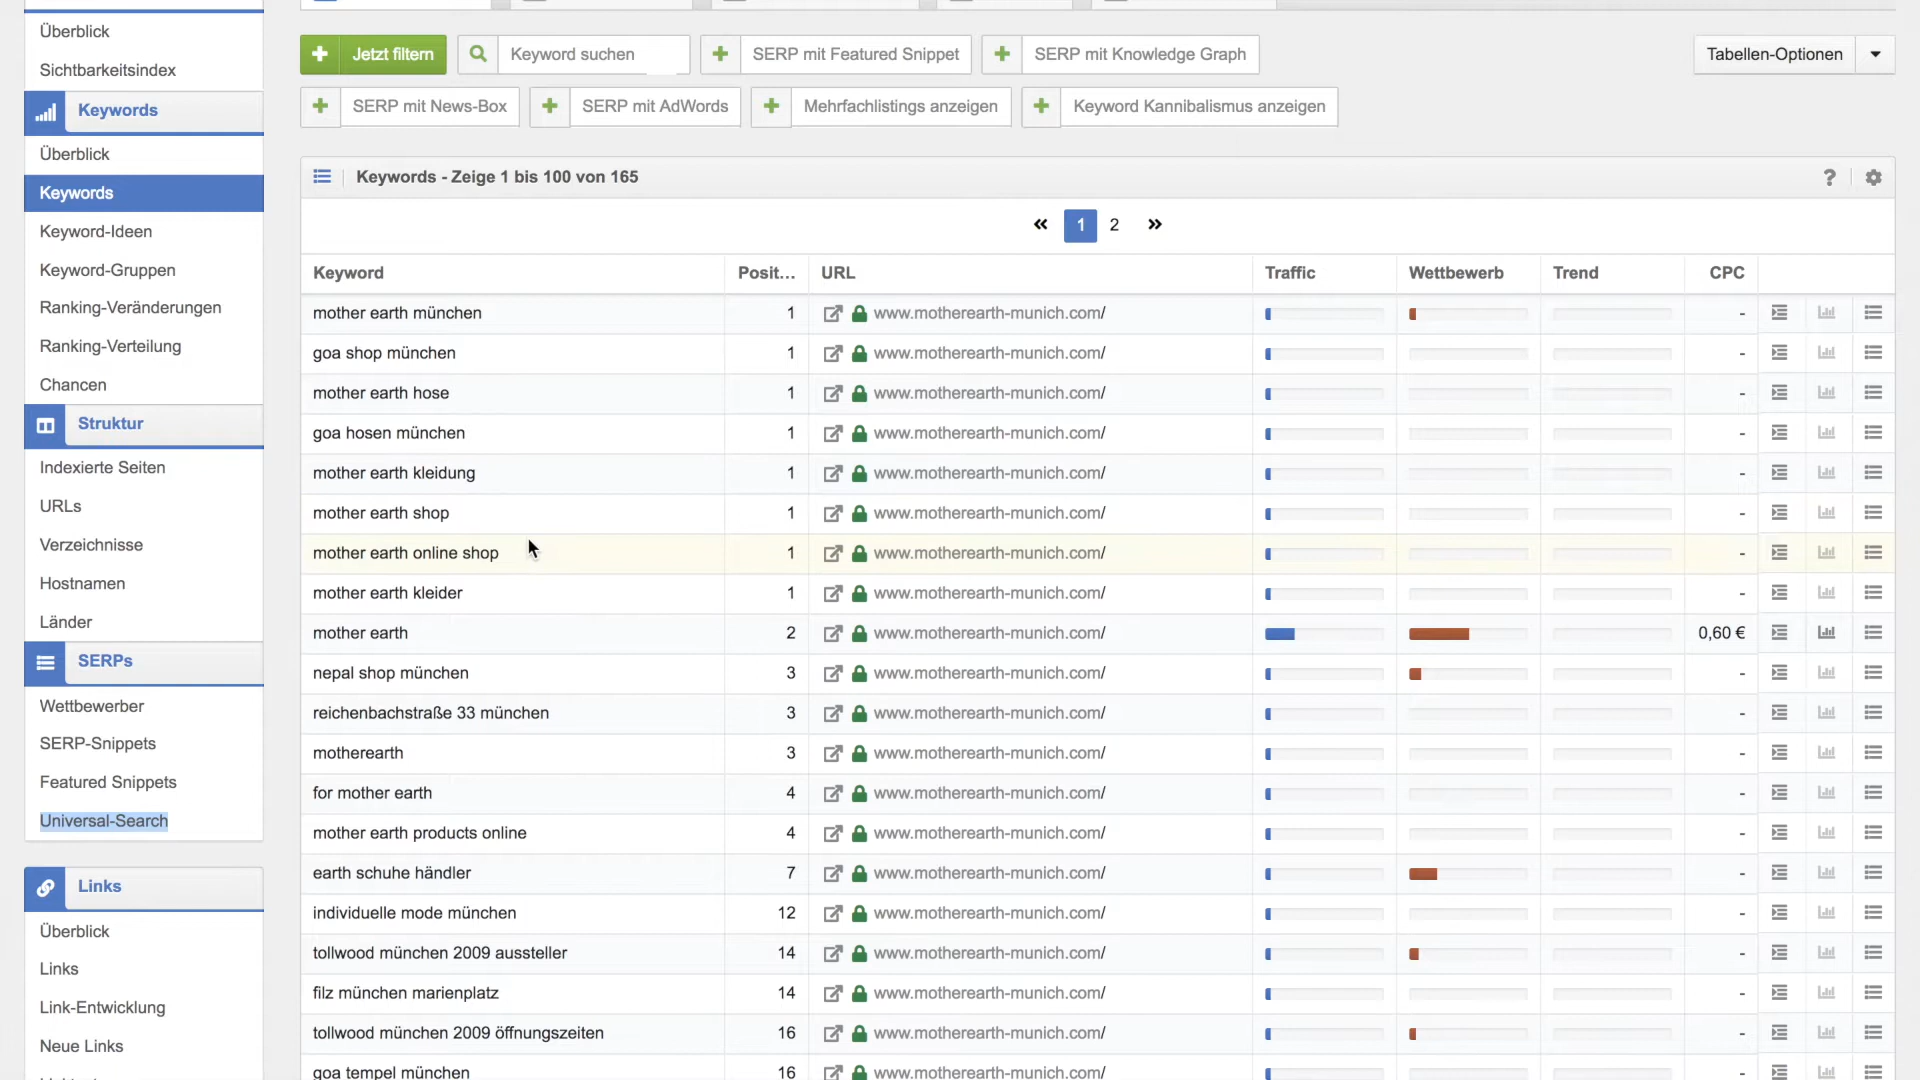 Überblick
Sichtbarkeitsindex
Keywords
Überblick
Keywords
Keyword-Ideen
Keyword-Gruppen
Ranking-Veränderungen
Ranking-Verteilung
Chancen
Struktur
Indexierte Seiten
URLs
Verzeichnisse
Hostnamen
Länder
SERPs
Wettbewerber
SERP-Snippets
Featured Snippets
Universal-Search
Links
Überblick
Links
Link-Entwicklung
Neue Links
Jetzt filtern Keyword suchen SERP mit Featured Snippet SERP mit Knowledge Graph Tabellen-Optionen
SERP mit News-Box SERP mit AdWords Mehrfachlistings anzeigen Keyword Kannibalismus anzeigen
Keywords - Zeige 1 bis 100 von 165 ?
« 1 2 »
Keyword Posit... URL Traffic Wettbewerb Trend CPC
mother earth münchen 1 www.motherearth-munich.com/ -
goa shop münchen 1 www.motherearth-munich.com/ -
mother earth hose 1 www.motherearth-munich.com/ -
goa hosen münchen 1 www.motherearth-munich.com/ -
mother earth kleidung 1 www.motherearth-munich.com/ -
mother earth shop 1 www.motherearth-munich.com/ -
mother earth online shop 1 www.motherearth-munich.com/ -
mother earth kleider 1 www.motherearth-munich.com/ -
mother earth 2 www.motherearth-munich.com/ 0,60 €
nepal shop münchen 3 www.motherearth-munich.com/ -
reichenbachstraße 33 münchen 3 www.motherearth-munich.com/ -
motherearth 3 www.motherearth-munich.com/ -
for mother earth 4 www.motherearth-munich.com/ -
mother earth products online 4 www.motherearth-munich.com/ -
earth schuhe händler 7 www.motherearth-munich.com/ -
individuelle mode münchen 12 www.motherearth-munich.com/ -
tollwood münchen 2009 aussteller 14 www.motherearth-munich.com/ -
filz münchen marienplatz 14 www.motherearth-munich.com/ -
tollwood münchen 2009 öffnungszeiten 16 www.motherearth-munich.com/ -
goa tempel münchen 16 www.motherearth-munich.com/ -